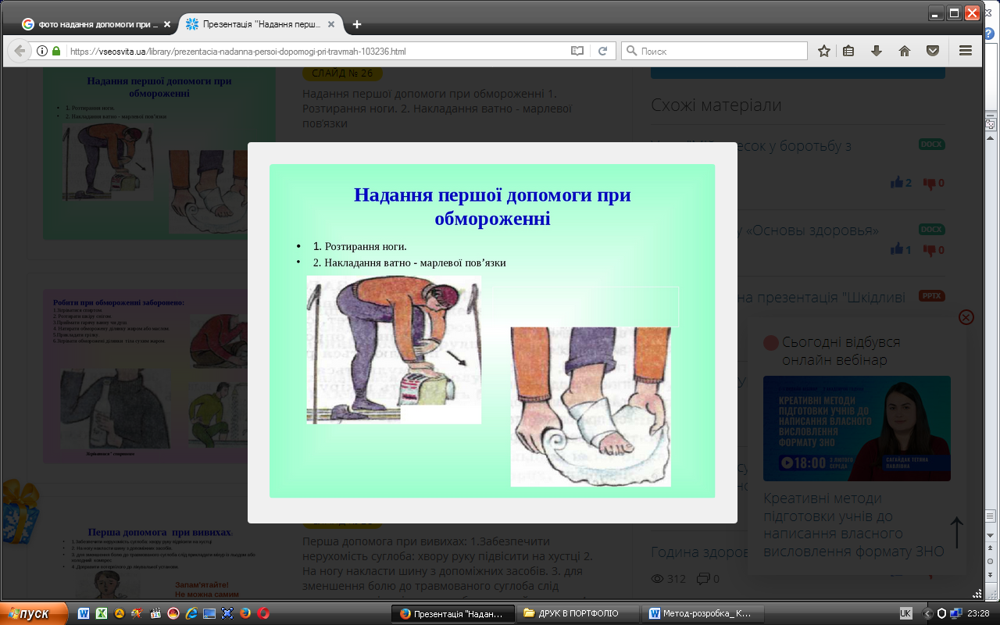 фото надання допомоги при ...
Презентація "Надання перш...
https://vseosvita.ua/library/prezentacia-nadanna-persoi-dopomogi-pri-travmah-103236.html
Поиск
Надання першої допомоги при
обмороженні
1. Розтирання ноги.
2. Накладання ватно - марлевої пов'язки
СЛАЙД № 26
Надання першої допомоги при обмороженні 1.
Розтирання ноги. 2. Накладання ватно - марлевої
пов'язки
Схожі матеріали
есок у боротьбу з
DOCX
2 0
у «Основы здоровья»
DOCX
1 0
на презентація "Шкідливі
PPTX
Надання першої допомоги при
обмороженні
1. Розтирання ноги.
2. Накладання ватно - марлевої пов’язки
Робити при обмороженні заборонено:
Сьогодні відбувся
онлайн вебінар
КРЕАТИВНІ МЕТОДИ
ПІДГОТОВКИ УЧНІВ ДО
НАПИСАННЯ ВЛАСНОГО
ВИСЛОВЛЕННЯ
ФОРМАТУ ЗНО
18:00
3 ЛЮТОГО
СЕРЕДА
САГАЙДАК ТЕТЯНА
ПАВЛІВНА
Креативні методи
підготовки учнів до
написання власного
висловлення формату ЗНО
Перша допомога при вивихах.
Запам'ятайте!
Не можна самим
Перша допомога при вивихах: 1.Забезпечити
нерухомість суглоба: хвору руку підвісити на хустці 2.
На ногу накласти шину з допоміжних засобів. 3. для
зменшення болю до травмованого суглоба слід
Година здоров
312 0
пуск
Презентація "Надан...
ДРУК В ПОРТФОЛІО
Метод-розробка_ К...
UK
23:28